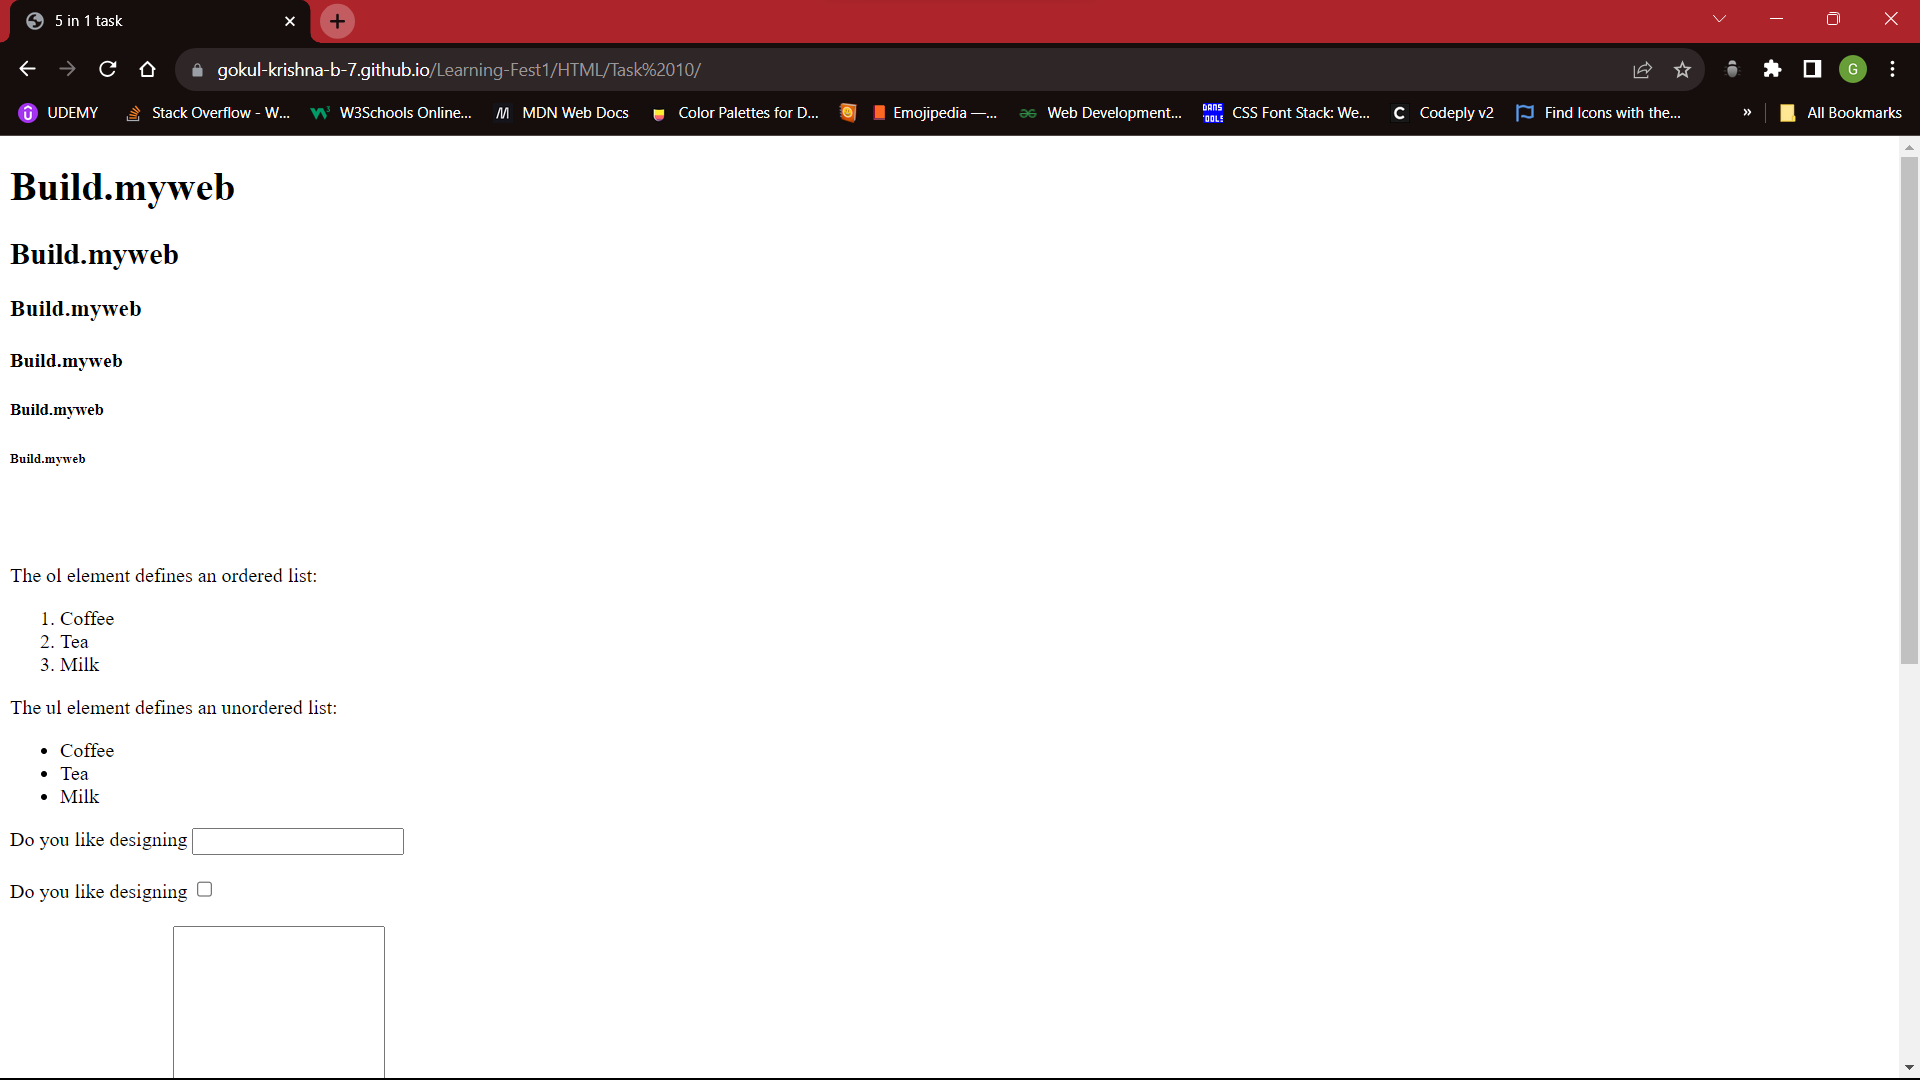 5 in 1 task
gokul-krishna-b-7.github.io/Learning-Fest1/HTML/Task%2010/
G
UDEMY
Stack Overflow - W...
W3Schools Online...
MDN Web Docs
Color Palettes for D...
Emojipedia —...
Web Development...
DANS TOOLS
CSS Font Stack: We...
C
Codeply v2
Find Icons with the...
»
All Bookmarks
Build.myweb
Build.myweb
Build.myweb
Build.myweb
Build.myweb
Build.myweb
The ol element defines an ordered list:
1. Coffee
2. Tea
3. Milk
The ul element defines an unordered list:
• Coffee
• Tea
• Milk
Do you like designing
Do you like designing